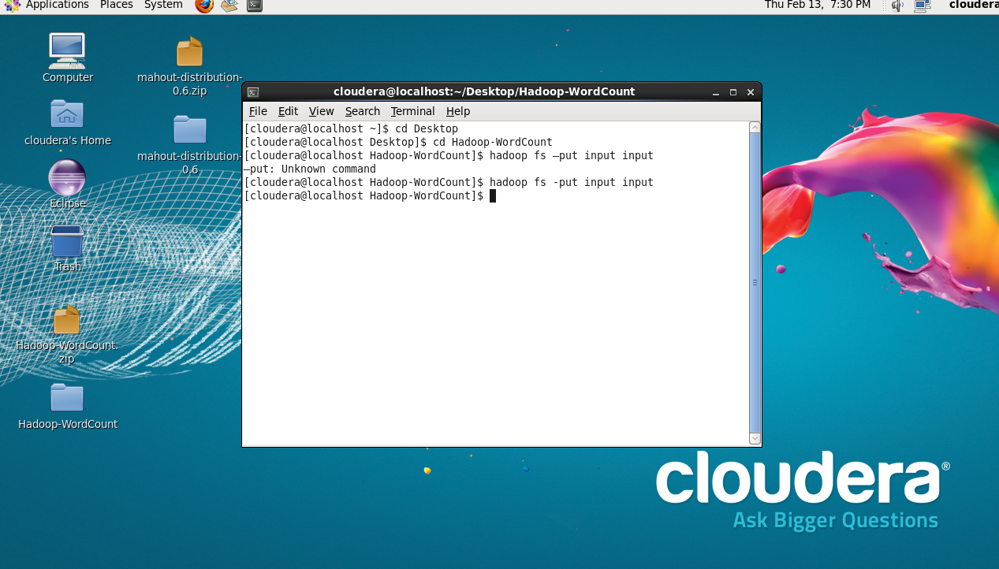 Applications Places System Thu Feb 13, 7:30 PM cloudera
Computer
cloudera's Home
Eclipse
Trash
Hadoop-WordCount.
zip
Hadoop-WordCount
mahout-distribution-
0.6.zip
mahout-distribution-
0.6
cloudera@localhost:~/Desktop/Hadoop-WordCount
File Edit View Search Terminal Help
[cloudera@localhost ~]$ cd Desktop
[cloudera@localhost Desktop]$ cd Hadoop-WordCount
[cloudera@localhost Hadoop-WordCount]$ hadoop fs –put input input
–put: Unknown command
[cloudera@localhost Hadoop-WordCount]$ hadoop fs -put input input
[cloudera@localhost Hadoop-WordCount]$
cloudera®
Ask Bigger Questions